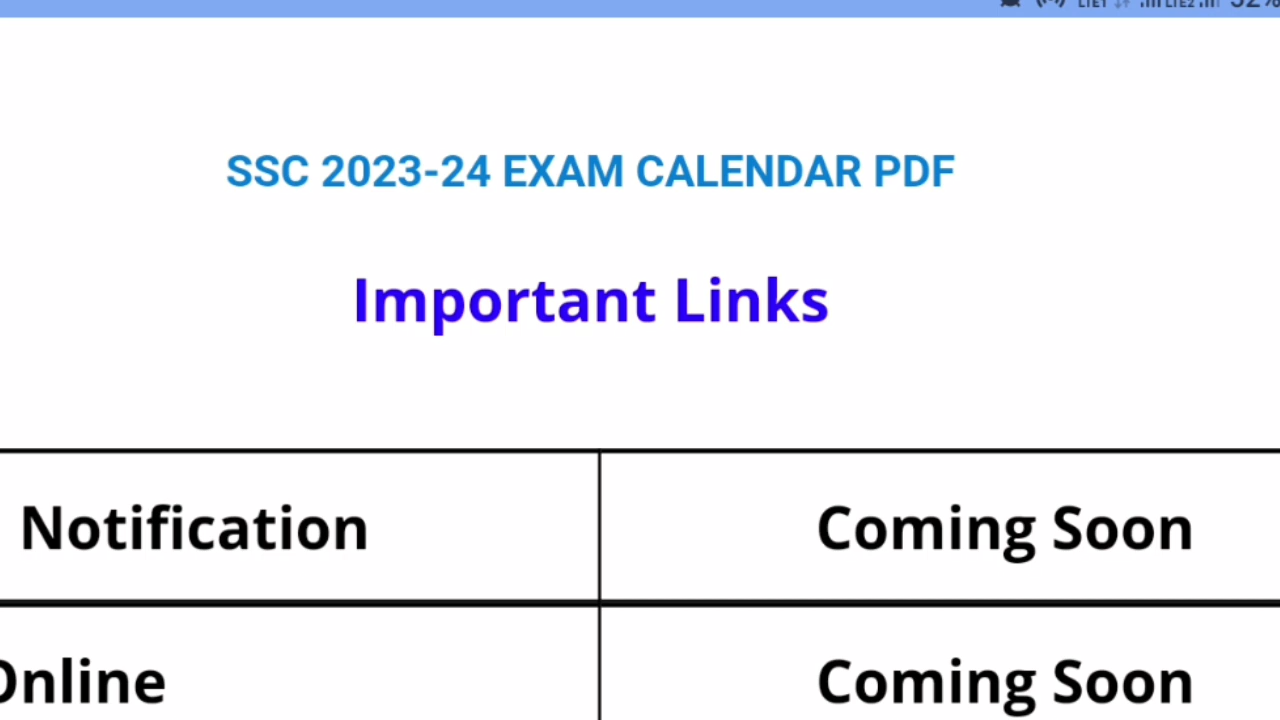 SSC 2023-24 EXAM CALENDAR PDF
Important Links
Notification Coming Soon
Online Coming Soon